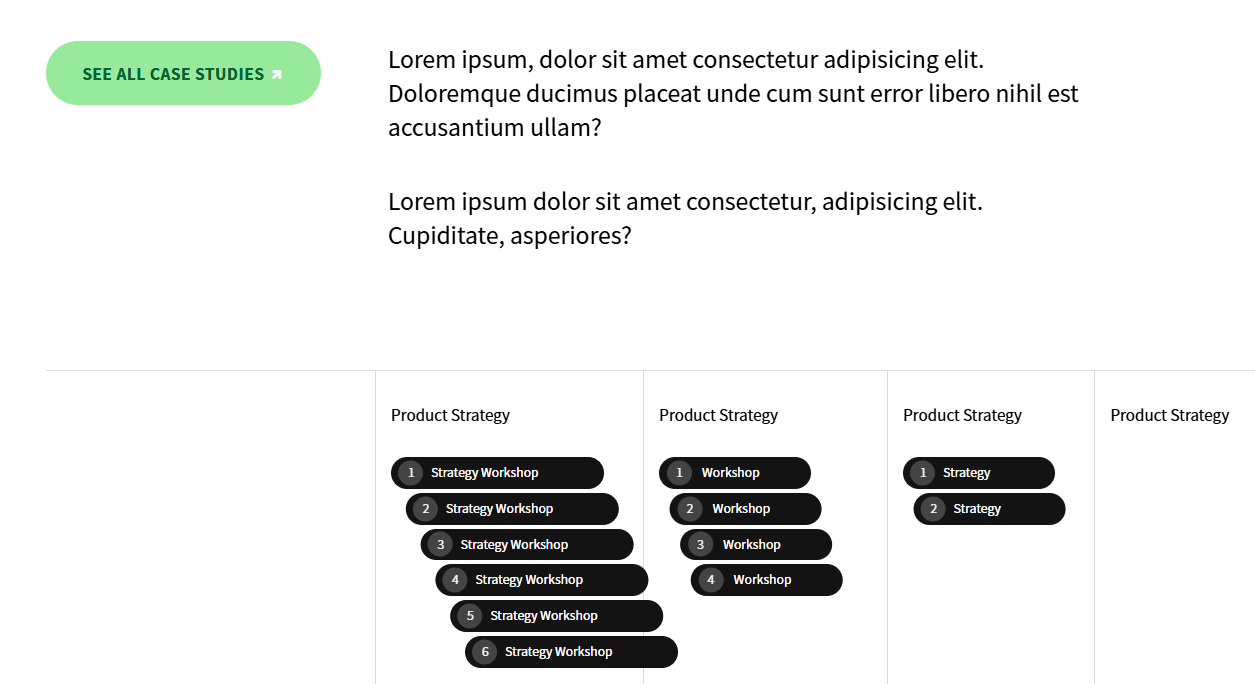 SEE ALL CASE STUDIES
Lorem ipsum, dolor sit amet consectetur adipisicing elit.
Doloremque ducimus placeat unde cum sunt error libero nihil est
accusantium ullam?
Lorem ipsum dolor sit amet consectetur, adipisicing elit.
Cupiditate, asperiores?
Product Strategy
1 Strategy Workshop
2 Strategy Workshop
3 Strategy Workshop
4 Strategy Workshop
5 Strategy Workshop
6 Strategy Workshop
Product Strategy
1 Workshop
2 Workshop
3 Workshop
4 Workshop
Product Strategy
1 Strategy
2 Strategy
Product Strategy